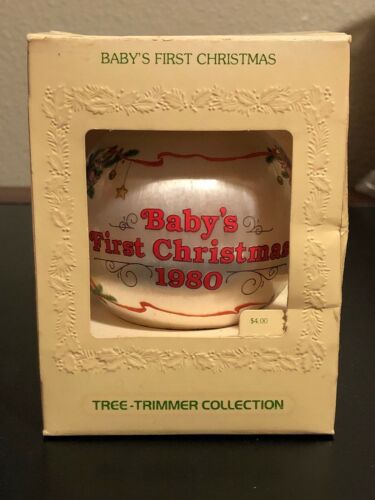 BABY'S FIRST CHRISTMAS
Baby's
First Christmas
1980
$4.00
TREE-TRIMMER COLLECTION